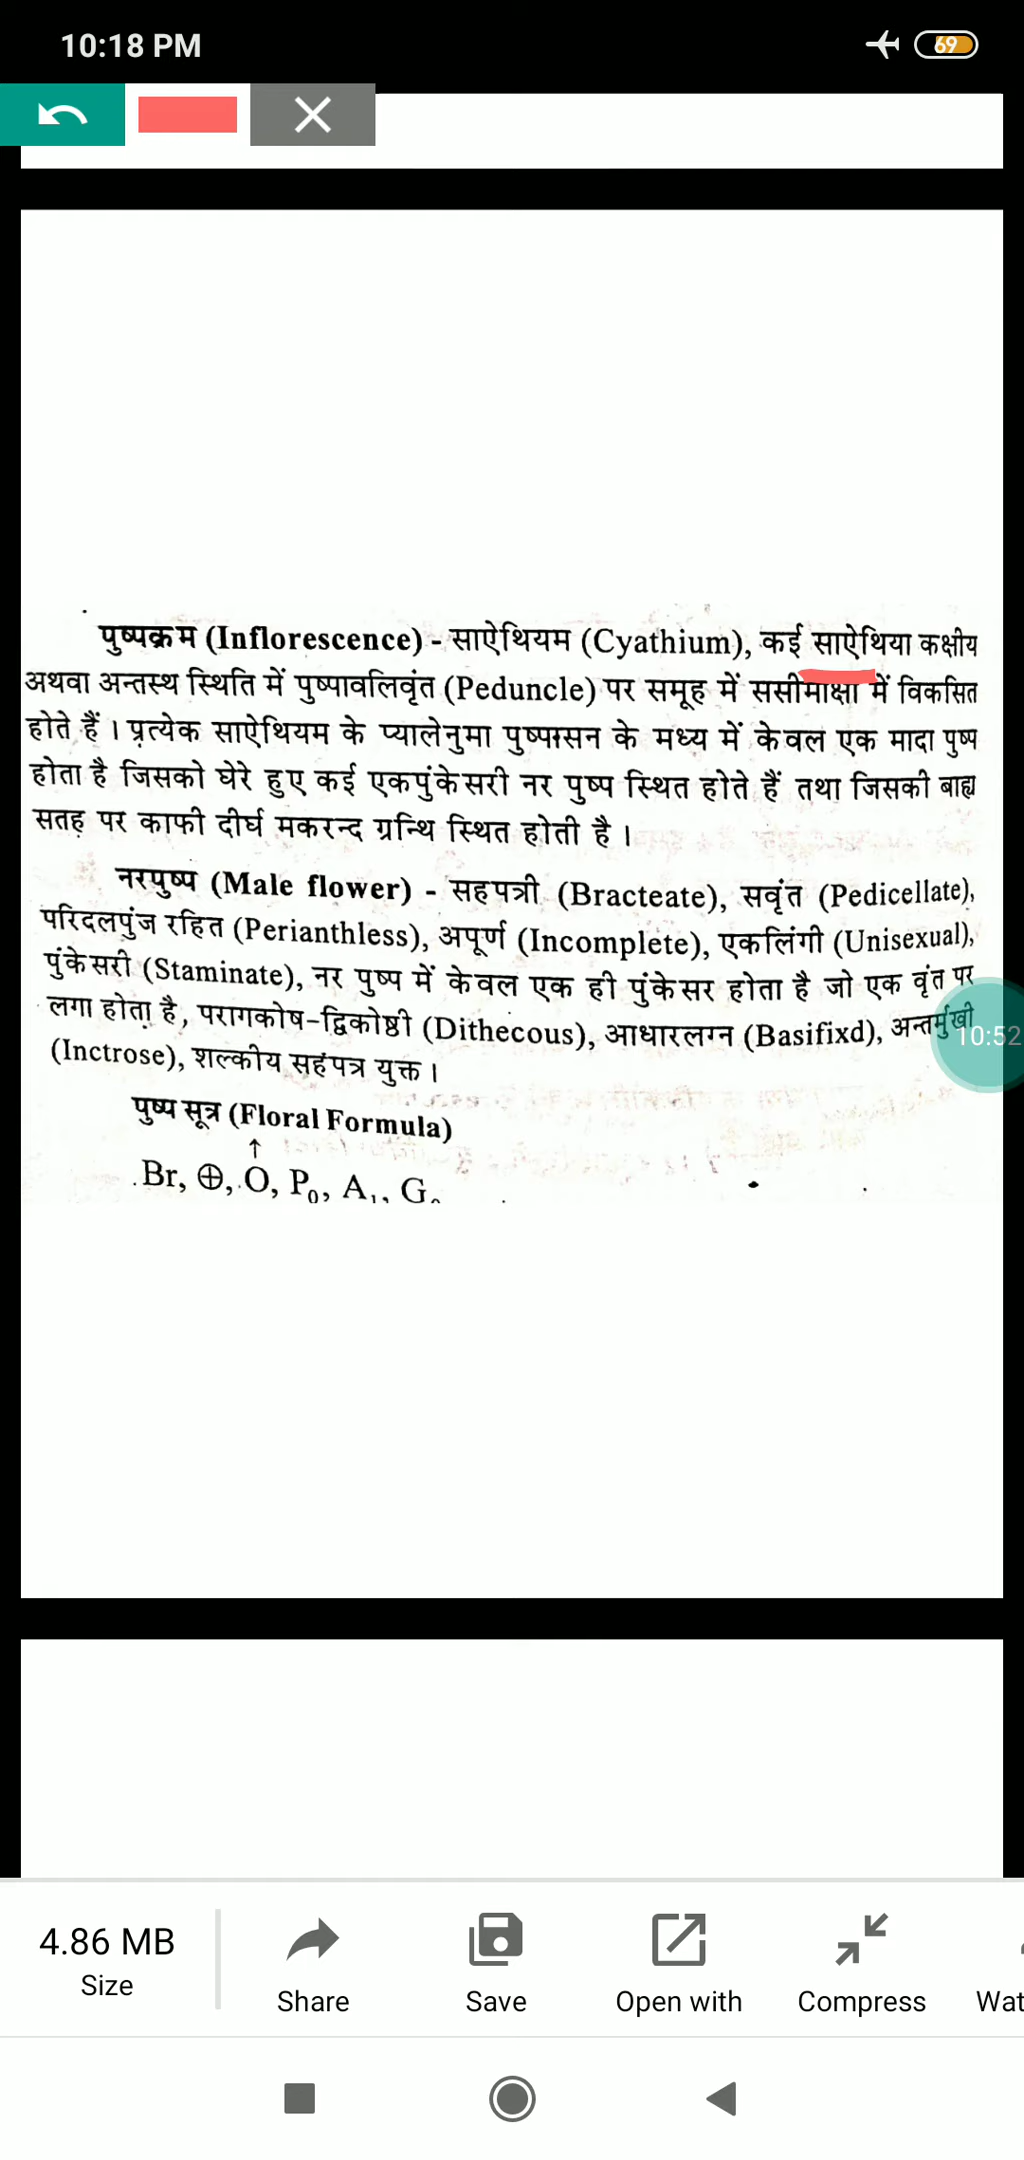 10:18 PM
69
पुष्पक्रम (Inflorescence) - साऐथियम (Cyathium), कई साऐथिया कक्षीय
अथवा अन्तस्थ स्थिति में पुष्पावलिवृंत (Peduncle) पर समूह में ससीमाक्षा में विकसित
होते हैं । प्रत्येक साऐथियम के प्यालेनुमा पुष्पासन के मध्य में केवल एक मादा पुष्प
होता है जिसको घेरे हुए कई एकपुंकेसरी नर पुष्प स्थित होते हैं तथा जिसकी बाह्य
सतह पर काफी दीर्घ मकरन्द ग्रन्थि स्थित होती है ।
नरपुष्प (Male flower) - सहपत्री (Bracteate), सवृंत (Pedicellate),
परिदलपुंज रहित (Perianthless), अपूर्ण (Incomplete), एकलिंगी (Unisexual),
पुंकेसरी (Staminate), नर पुष्प में केवल एक ही पुंकेसर होता है जो एक वृंत पर
लगा होता है, परागकोष-द्विकोष्ठी (Dithecous), आधारलग्न (Basifixd), अन्तर्मुखी
10:52
(Inctrose), शल्कीय सहपत्र युक्त ।
पुष्प सूत्र (Floral Formula)
↑
Br, ⊕, O, P₀, A₁, G
4.86 MB
Size
Share
Save
Open with
Compress
Wat